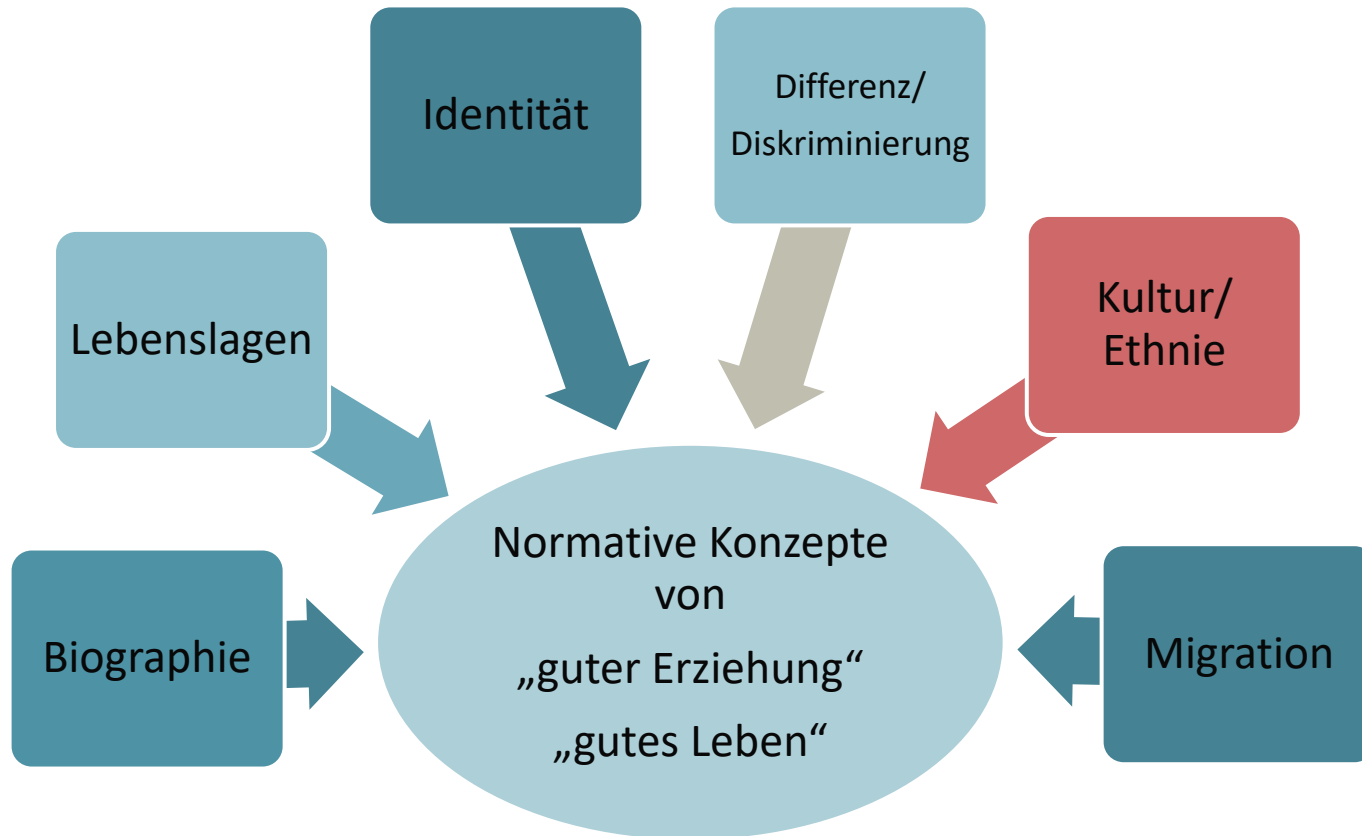 Identität
Differenz/
Diskriminierung
Lebenslagen
Kultur/
Ethnie
Biographie
Normative Konzepte
von
„guter Erziehung“
„gutes Leben“
Migration